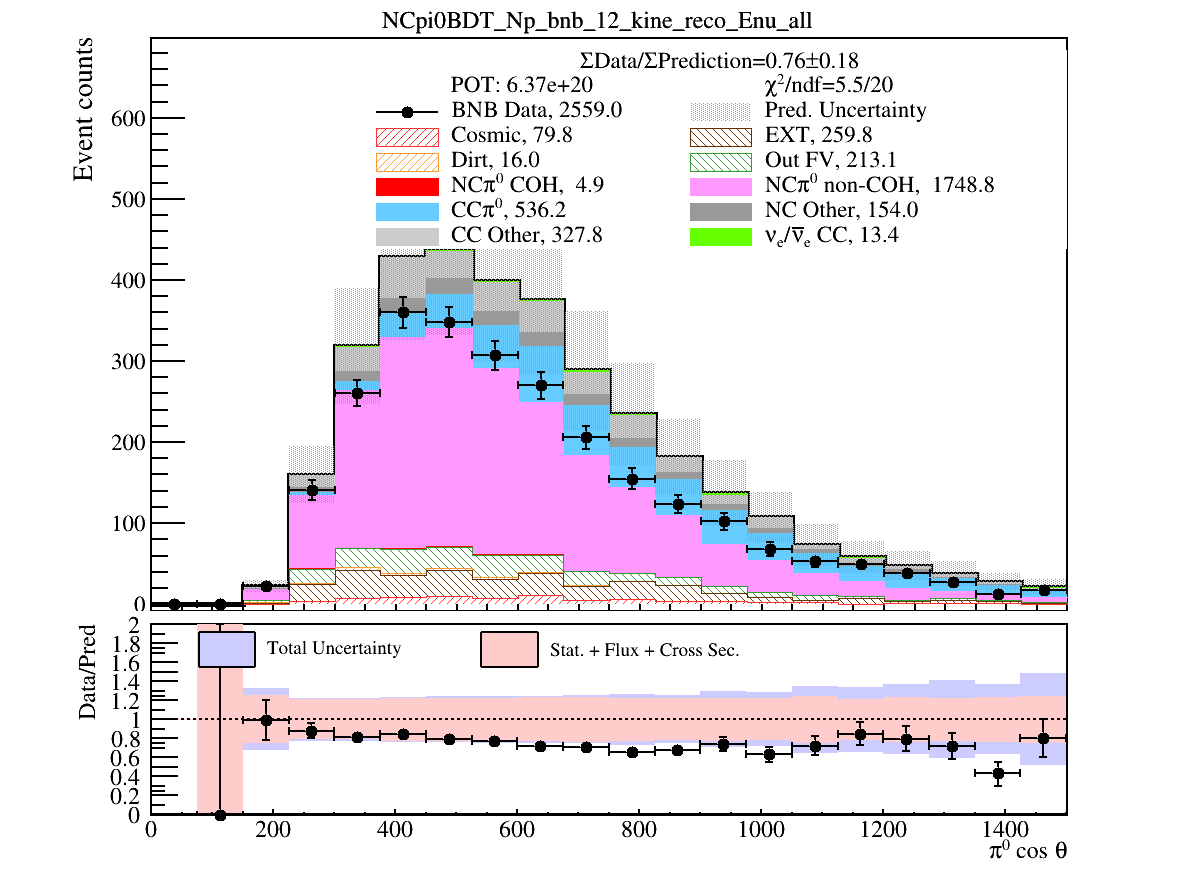 NCpi0BDT_Np_bnb_12_kine_reco_Enu_all
ΣData/ΣPrediction=0.76±0.18
POT: 6.37e+20
χ²/ndf=5.5/20
BNB Data, 2559.0
Pred. Uncertainty
Cosmic, 79.8
EXT, 259.8
Dirt, 16.0
Out FV, 213.1
NCπ⁰ COH, 4.9
NCπ⁰ non-COH, 1748.8
CCπ⁰, 536.2
NC Other, 154.0
CC Other, 327.8
νₑ/ν̅ₑ CC, 13.4
Event counts
600
500
400
300
200
100
0
Total Uncertainty
Stat. + Flux + Cross Sec.
Data/Pred
2
1.8
1.6
1.4
1.2
1
0.8
0.6
0.4
0.2
0
0 200 400 600 800 1000 1200 1400
π⁰ cos θ